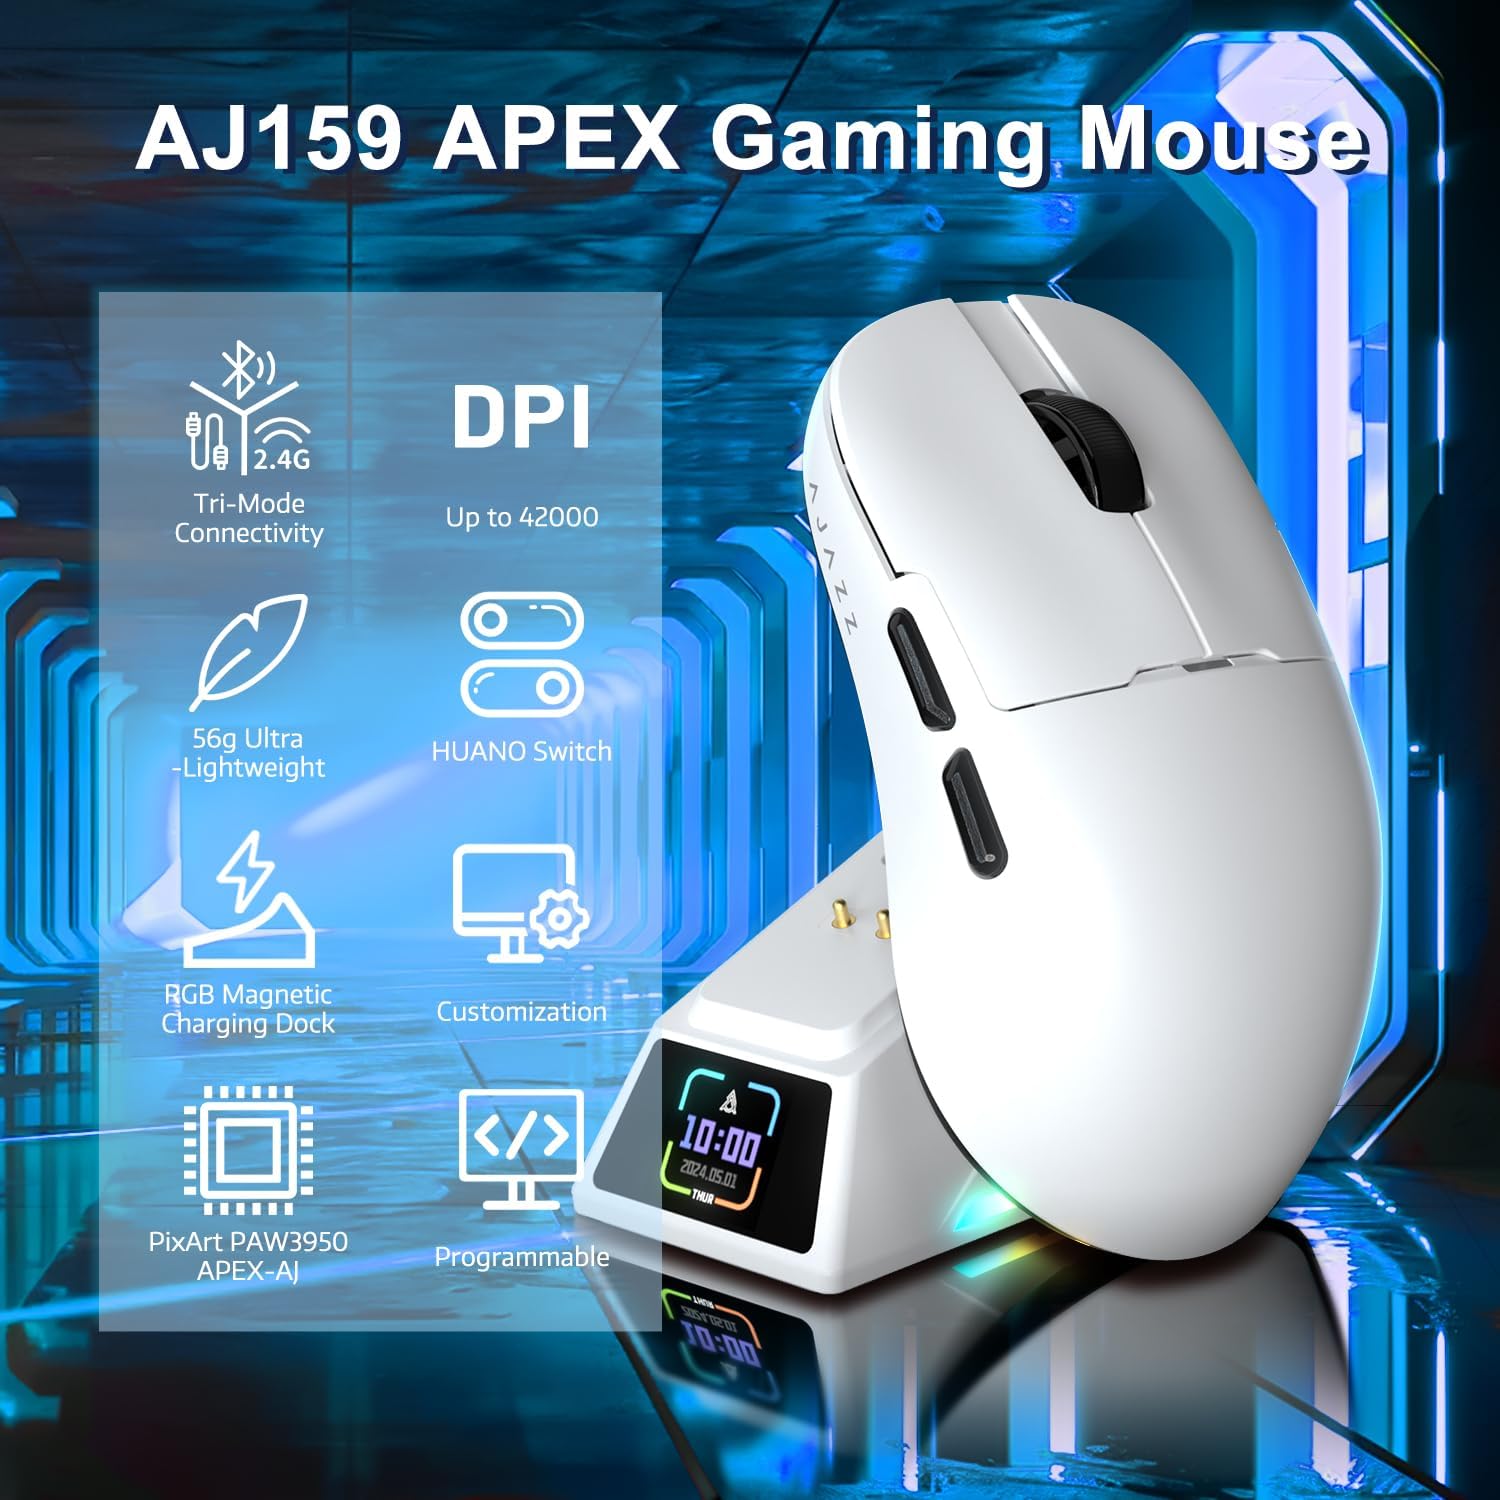 AJ159 APEX Gaming Mouse
2.4G
Tri-Mode
Connectivity
DPI
Up to 42000
56g Ultra
-Lightweight
HUANO Switch
RGB Magnetic
Charging Dock
Customization
</>
PixArt PAW3950
APEX-AJ
Programmable
AJAZZ
10:00
2024.05.01
THUR